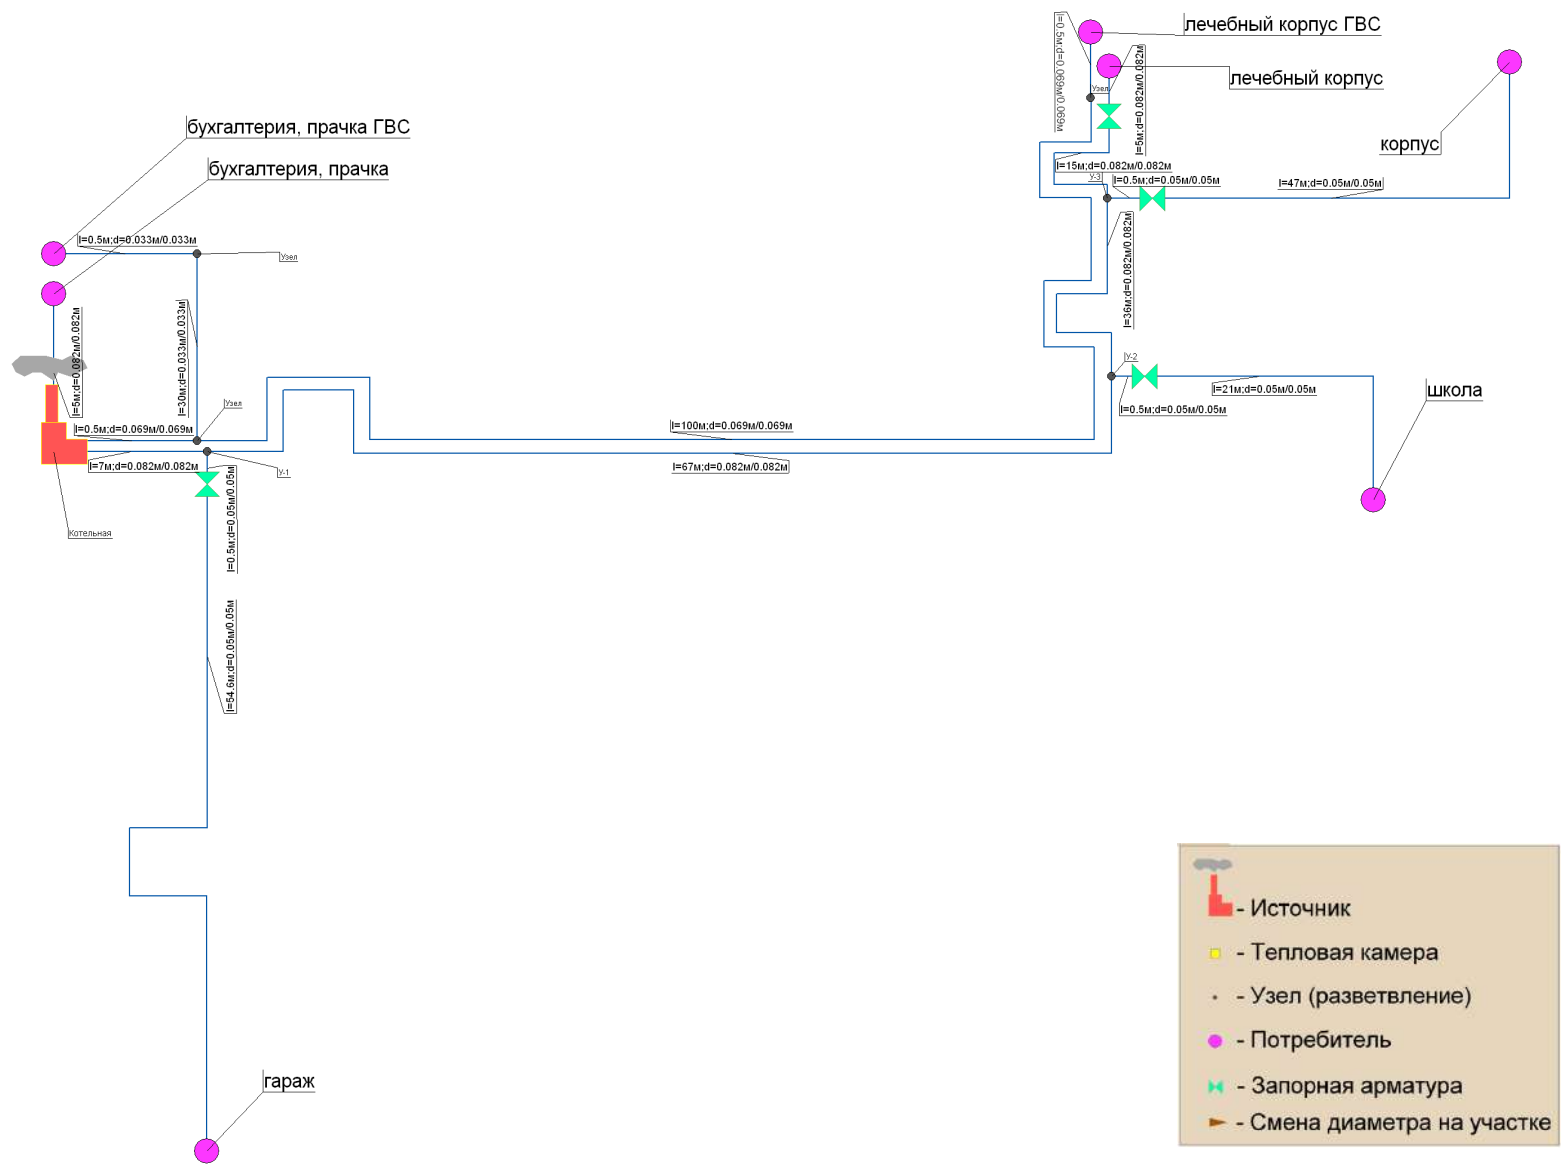 лечебный корпус ГВС
l=0.5м;d=0.069м/0.069м
l=5м;d=0.082м/0.082м
лечебный корпус
Узел
бухгалтерия, прачка ГВС
корпус
бухгалтерия, прачка
l=15м;d=0.082м/0.082м
У-3
l=0.5м;d=0.05м/0.05м
l=47м;d=0.05м/0.05м
l=0.5м;d=0.033м/0.033м
Узел
l=36м;d=0.082м/0.082м
l=5м;d=0.082м/0.082м
l=30м;d=0.033м/0.033м
У-2
l=21м;d=0.05м/0.05м
школа
Узел
l=0.5м;d=0.05м/0.05м
l=0.5м;d=0.069м/0.069м
l=100м;d=0.069м/0.069м
l=7м;d=0.082м/0.082м
У-1
l=67м;d=0.082м/0.082м
l=0.5м;d=0.05м/0.05м
Котельная
l=54.6м;d=0.05м/0.05м
гараж
- Источник
- Тепловая камера
- Узел (разветвление)
- Потребитель
- Запорная арматура
- Смена диаметра на участке